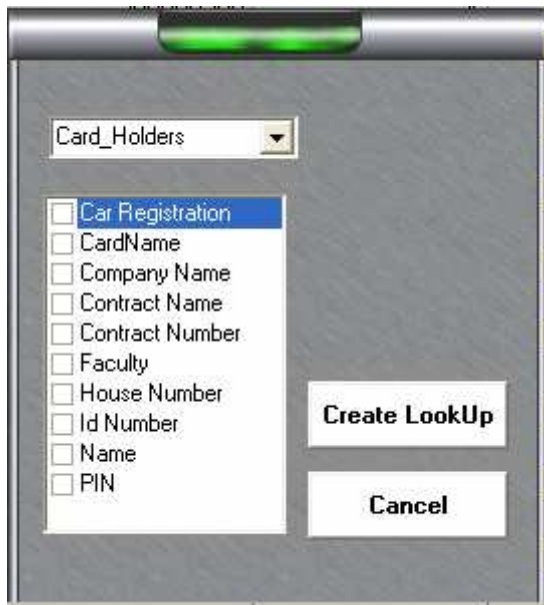 Card_Holders
Car Registration
CardName
Company Name
Contract Name
Contract Number
Faculty
House Number
Id Number
Name
PIN
Create LookUp
Cancel